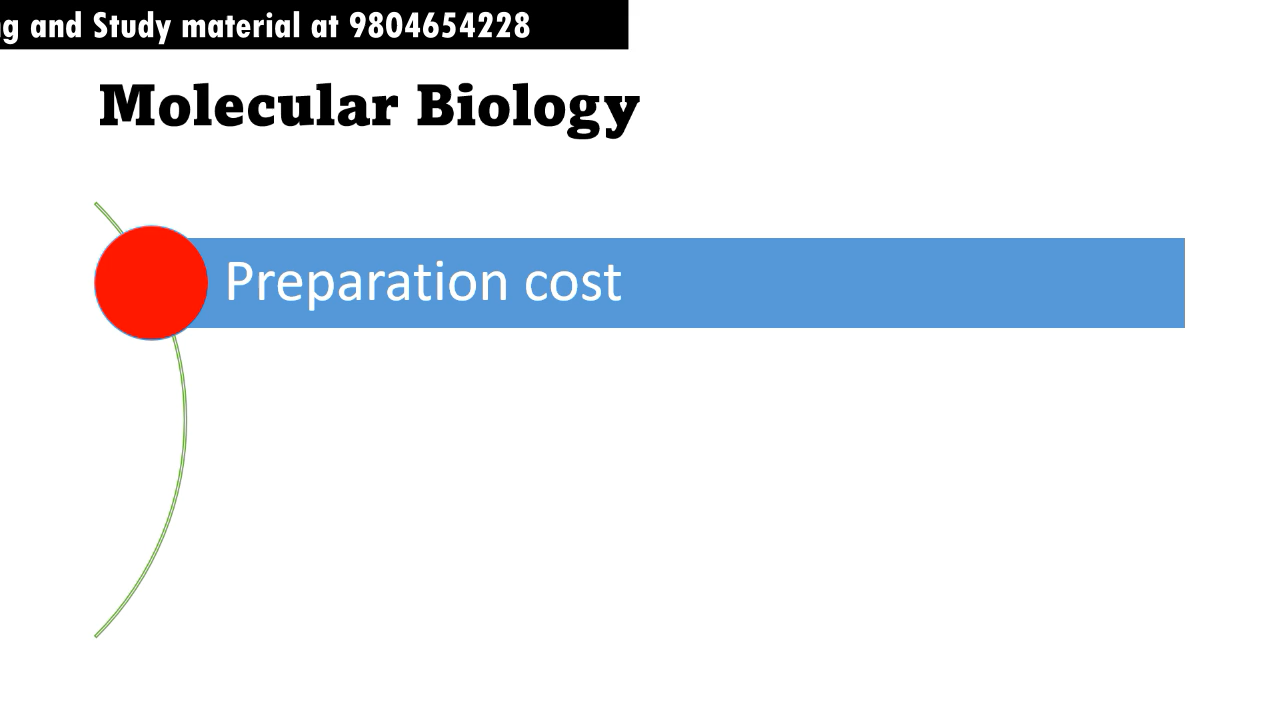 and Study material at 9804654228
Molecular Biology
Preparation cost